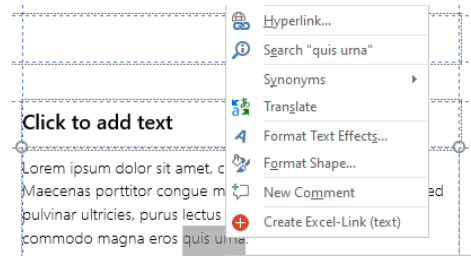 Hyperlink...
Search "quis urna"
Synonyms
Translate
Format Text Effects...
Format Shape...
New Comment
Create Excel-Link (text)
Click to add text
Lorem ipsum dolor sit amet, c
Maecenas porttitor congue m ed
pulvinar ultricies, purus lectus
commodo magna eros quis urna.